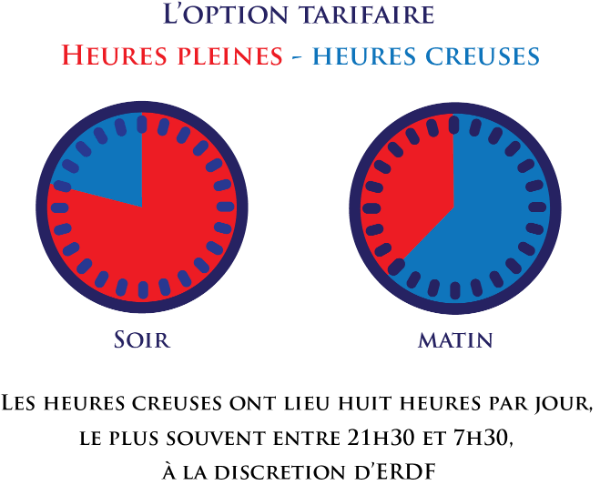 L'OPTION TARIFAIRE
HEURES PLEINES - HEURES CREUSES
SOIR
MATIN
LES HEURES CREUSES ONT LIEU HUIT HEURES PAR JOUR,
LE PLUS SOUVENT ENTRE 21H30 ET 7H30,
À LA DISCRETION D'ERDF